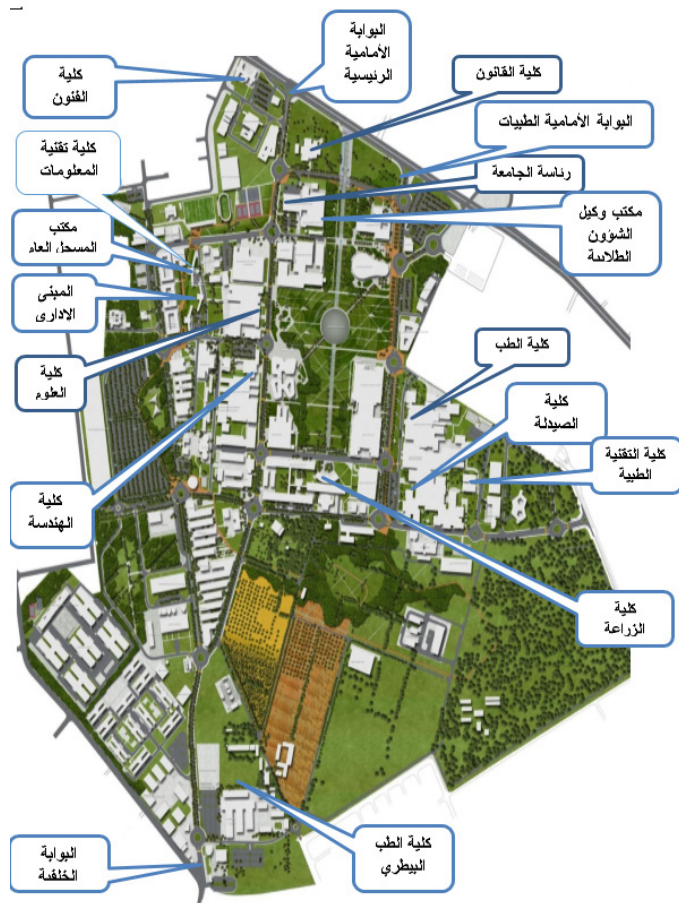 البوابة
الأمامية
الرئيسية
كلية
الفنون
كلية القانون
البوابة الأمامية الطبيات
كلية تقنية
المعلومات
رئاسة الجامعة
مكتب وكيل
الشؤون
الطلابية
مكتب
المسجل العام
المبنى
الإدارى
كلية
العلوم
كلية الطب
كلية
الصيدلة
كلية التقنية
الطبية
كلية
الهندسة
كلية
الزراعة
كلية الطب
البيطري
البوابة
الخلفية